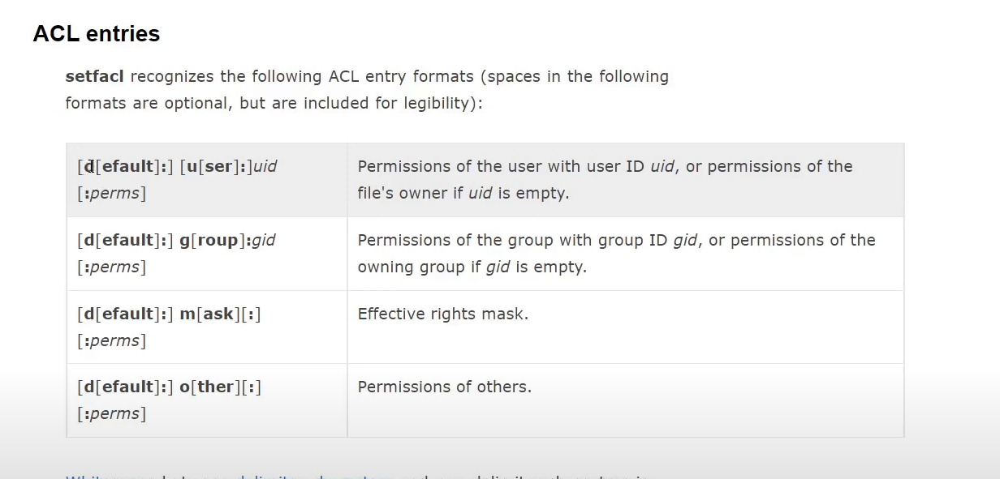 ACL entries
setfacl recognizes the following ACL entry formats (spaces in the following
formats are optional, but are included for legibility):
[d[efault]:] [u[ser]:]uid
[:perms]
Permissions of the user with user ID uid, or permissions of the
file's owner if uid is empty.
[d[efault]:] g[roup]:gid
[:perms]
Permissions of the group with group ID gid, or permissions of the
owning group if gid is empty.
[d[efault]:] m[ask][:]
[:perms]
Effective rights mask.
[d[efault]:] o[ther][:]
[:perms]
Permissions of others.